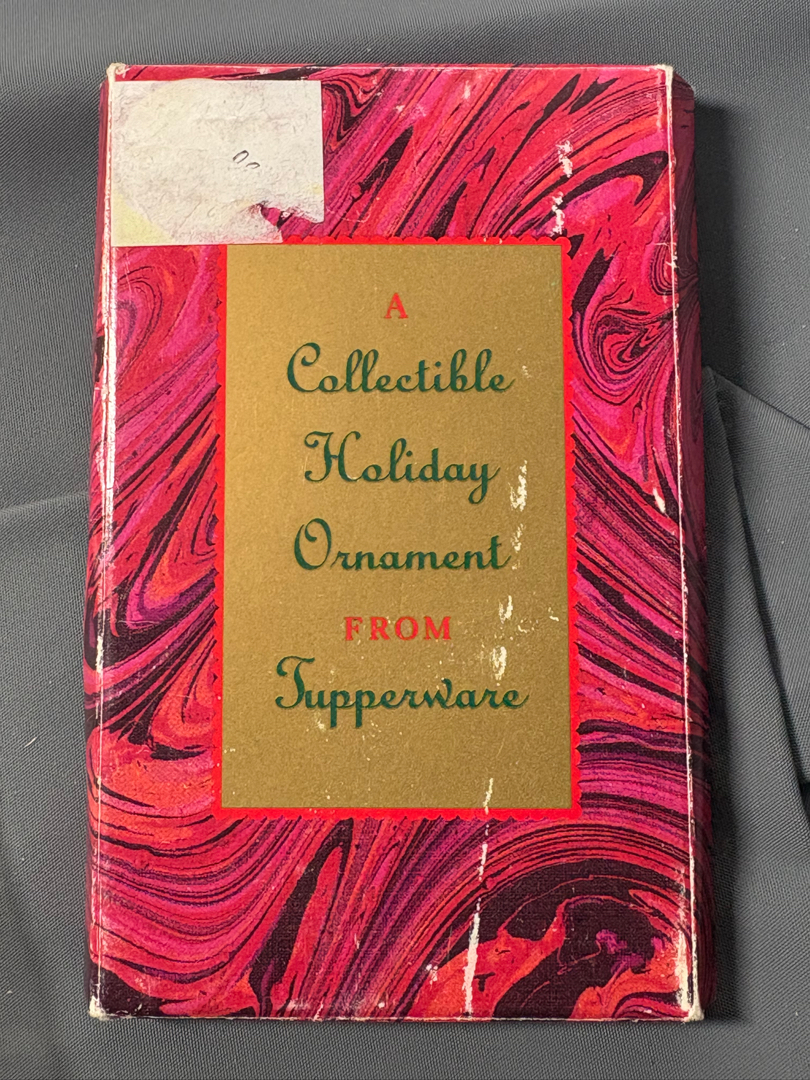 A
Collectible
Holiday
Ornament
FROM
Tupperware